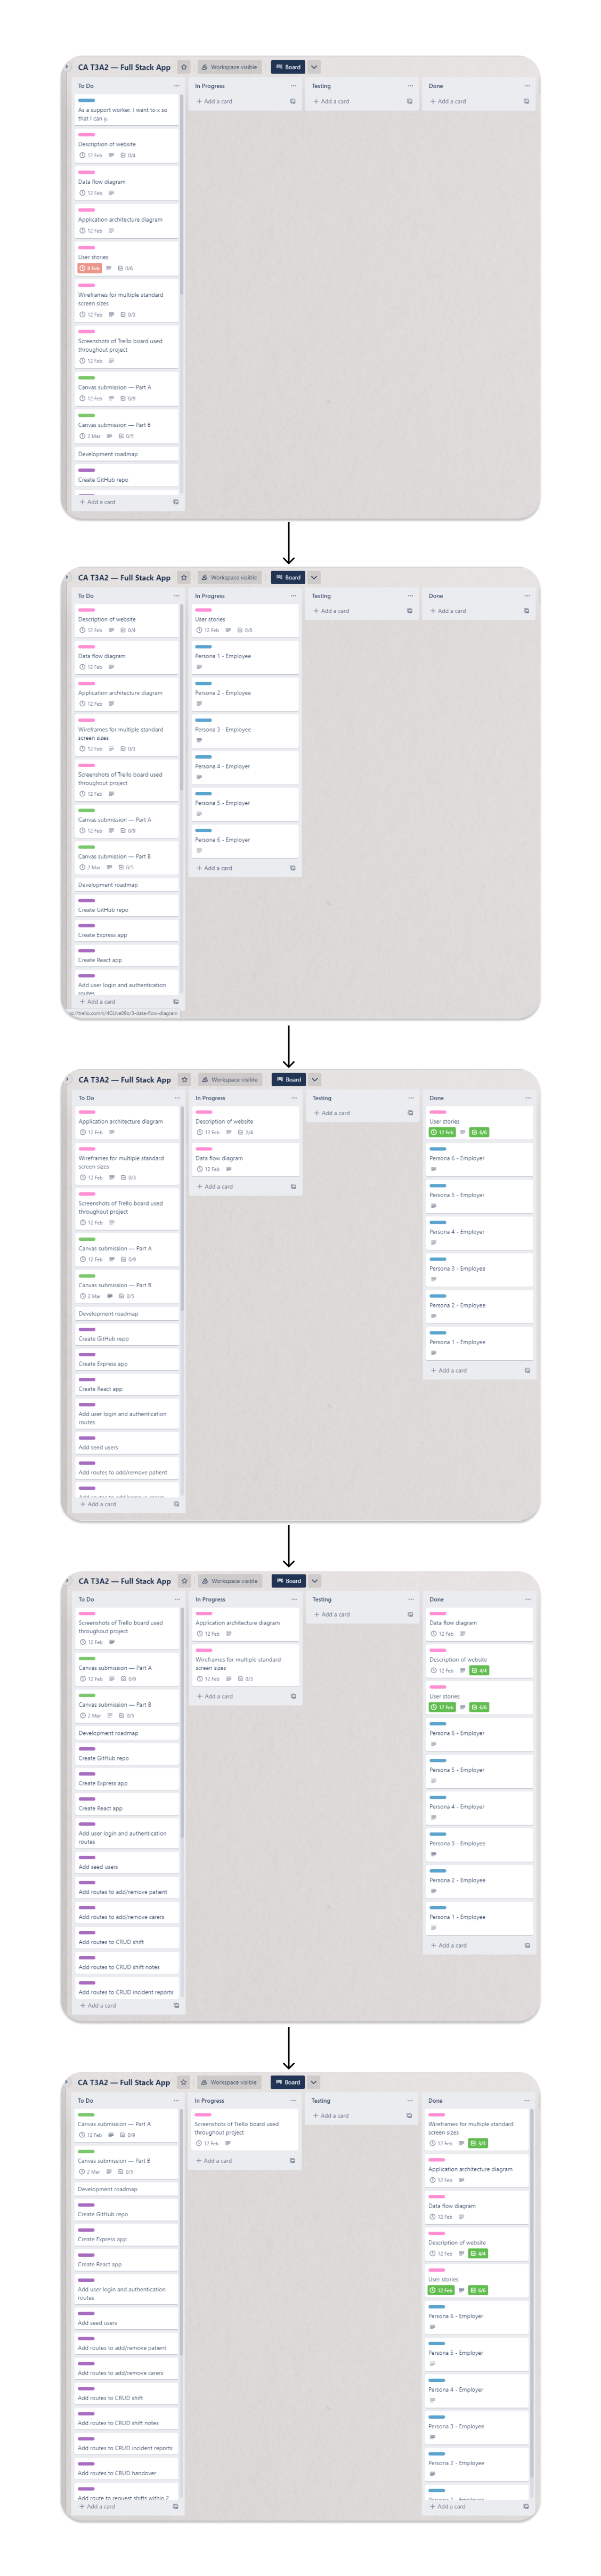 CA T3A2 — Full Stack App
Workspace visible
Board
To Do
As a support worker, I want to x so
that I can y.
Description of website
12 Feb
0/4
Data flow diagram
12 Feb
Application architecture diagram
12 Feb
User stories
8 Feb
0/6
Wireframes for multiple standard
screen sizes
12 Feb
0/3
Screenshots of Trello board used
throughout project
12 Feb
Canvas submission — Part A
12 Feb
0/9
Canvas submission — Part B
2 Mar
0/5
Development roadmap
Create GitHub repo
+ Add a card
In Progress
+ Add a card
Testing
+ Add a card
Done
+ Add a card
CA T3A2 — Full Stack App
Workspace visible
Board
To Do
Description of website
12 Feb
0/4
Data flow diagram
12 Feb
Application architecture diagram
12 Feb
Wireframes for multiple standard
screen sizes
12 Feb
0/3
Screenshots of Trello board used
throughout project
12 Feb
Canvas submission — Part A
12 Feb
0/9
Canvas submission — Part B
2 Mar
0/5
Development roadmap
Create GitHub repo
Create Express app
Create React app
Add user login and authentication
routes
+ Add a card
In Progress
User stories
12 Feb
0/6
Persona 1 - Employee
Persona 2 - Employee
Persona 3 - Employee
Persona 4 - Employer
Persona 5 - Employer
Persona 6 - Employer
+ Add a card
Testing
+ Add a card
Done
+ Add a card
CA T3A2 — Full Stack App
Workspace visible
Board
To Do
Application architecture diagram
12 Feb
Wireframes for multiple standard
screen sizes
12 Feb
0/3
Screenshots of Trello board used
throughout project
12 Feb
Canvas submission — Part A
12 Feb
0/9
Canvas submission — Part B
2 Mar
0/5
Development roadmap
Create GitHub repo
Create Express app
Create React app
Add user login and authentication
routes
Add seed users
Add routes to add/remove patient
Add routes to add/remove carers
+ Add a card
In Progress
Description of website
12 Feb
2/4
Data flow diagram
12 Feb
+ Add a card
Testing
+ Add a card
Done
User stories
12 Feb
6/6
Persona 6 - Employer
Persona 5 - Employer
Persona 4 - Employer
Persona 3 - Employee
Persona 2 - Employee
Persona 1 - Employee
+ Add a card
CA T3A2 — Full Stack App
Workspace visible
Board
To Do
Screenshots of Trello board used
throughout project
12 Feb
Canvas submission — Part A
12 Feb
0/9
Canvas submission — Part B
2 Mar
0/5
Development roadmap
Create GitHub repo
Create Express app
Create React app
Add user login and authentication
routes
Add seed users
Add routes to add/remove patient
Add routes to add/remove carers
Add routes to CRUD shift
Add routes to CRUD shift notes
Add routes to CRUD incident reports
+ Add a card
In Progress
Application architecture diagram
12 Feb
Wireframes for multiple standard
screen sizes
12 Feb
0/3
+ Add a card
Testing
+ Add a card
Done
Data flow diagram
12 Feb
Description of website
12 Feb
4/4
User stories
12 Feb
6/6
Persona 6 - Employer
Persona 5 - Employer
Persona 4 - Employer
Persona 3 - Employee
Persona 2 - Employee
Persona 1 - Employee
+ Add a card
CA T3A2 — Full Stack App
Workspace visible
Board
To Do
Canvas submission — Part A
12 Feb
0/9
Canvas submission — Part B
2 Mar
0/5
Development roadmap
Create GitHub repo
Create Express app
Create React app
Add user login and authentication
routes
Add seed users
Add routes to add/remove patient
Add routes to add/remove carers
Add routes to CRUD shift
Add routes to CRUD shift notes
Add routes to CRUD incident reports
Add routes to CRUD handover
Add route to request shifts within 2
+ Add a card
In Progress
Screenshots of Trello board used
throughout project
12 Feb
+ Add a card
Testing
+ Add a card
Done
Wireframes for multiple standard
screen sizes
12 Feb
3/3
Application architecture diagram
12 Feb
Data flow diagram
12 Feb
Description of website
12 Feb
4/4
User stories
12 Feb
6/6
Persona 6 - Employer
Persona 5 - Employer
Persona 4 - Employer
Persona 3 - Employee
Persona 2 - Employee
Persona 1 - Employee
+ Add a card